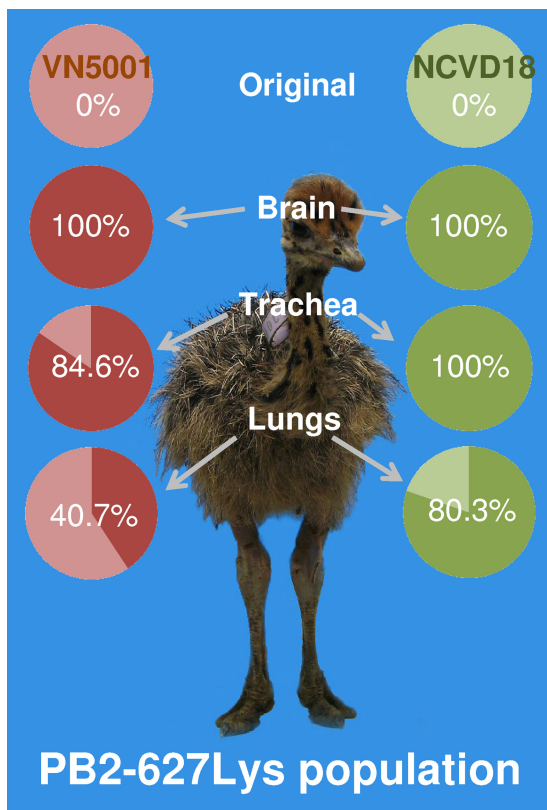 VN5001
0%
Original
NCVD18
0%
100%
Brain
100%
84.6%
Trachea
100%
40.7%
Lungs
80.3%
PB2-627Lys population